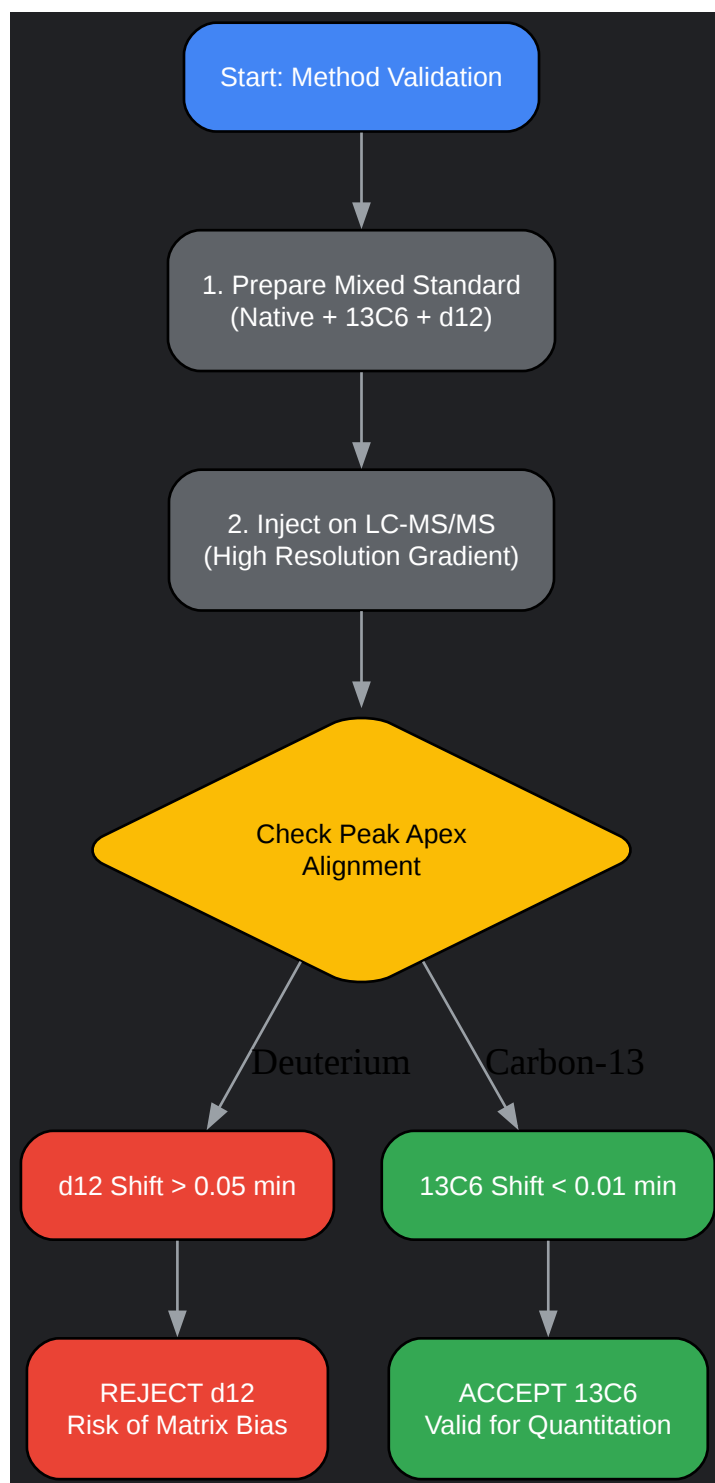 Start: Method Validation
1. Prepare Mixed Standard
(Native + 13C6 + d12)
2. Inject on LC-MS/MS
(High Resolution Gradient)
Check Peak Apex
Alignment
Deuterium
Carbon-13
d12 Shift > 0.05 min
13C6 Shift < 0.01 min
REJECT d12
Risk of Matrix Bias
ACCEPT 13C6
Valid for Quantitation